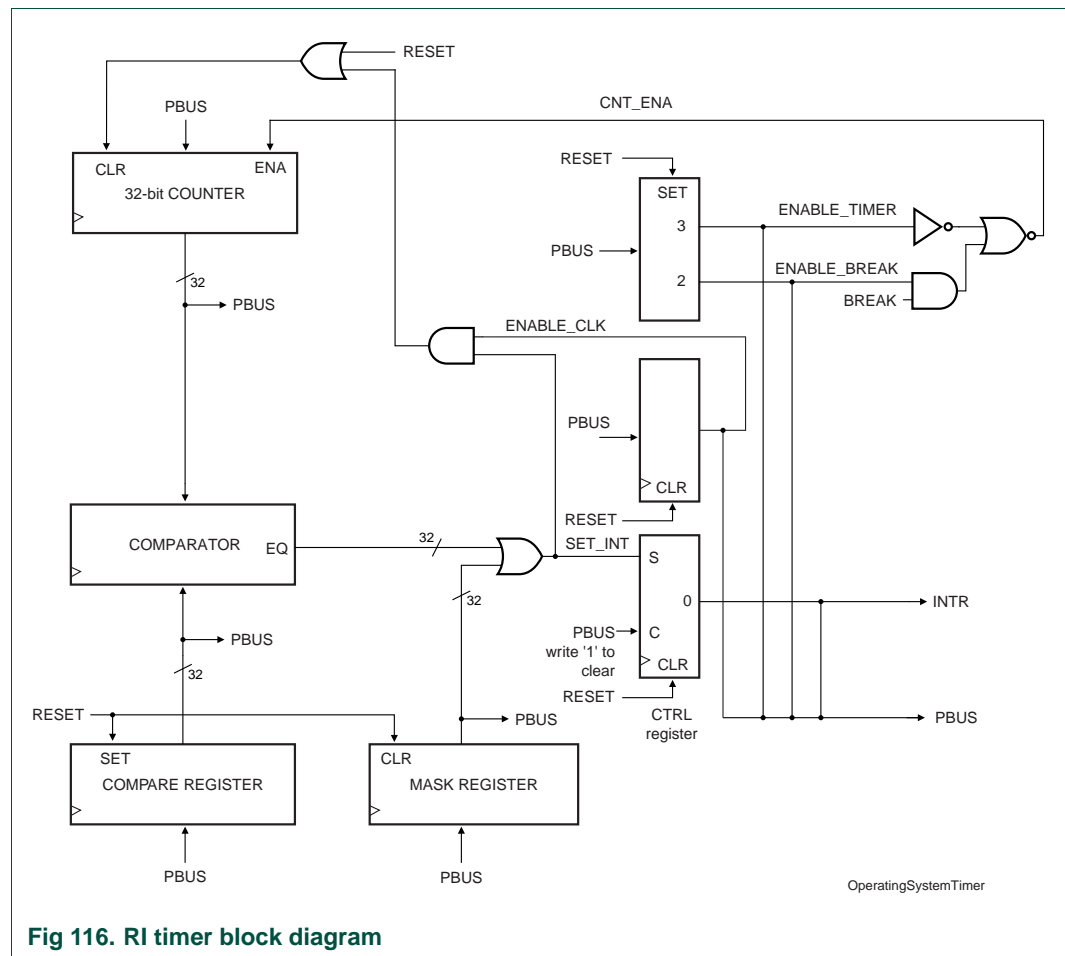 RESET
PBUS
CNT_ENA
CLR
ENA
32-bit COUNTER
RESET
SET
ENABLE_TIMER
3
PBUS
32
PBUS
ENABLE_BREAK
2
BREAK
ENABLE_CLK
PBUS
CLR
RESET
COMPARATOR
EQ
32
SET_INT
S
32
0
INTR
PBUS
write '1' to
clear
C
CLR
PBUS
32
RESET
RESET
CTRL
register
PBUS
PBUS
SET
COMPARE REGISTER
CLR
MASK REGISTER
PBUS
PBUS
OperatingSystemTimer
Fig 116. RI timer block diagram